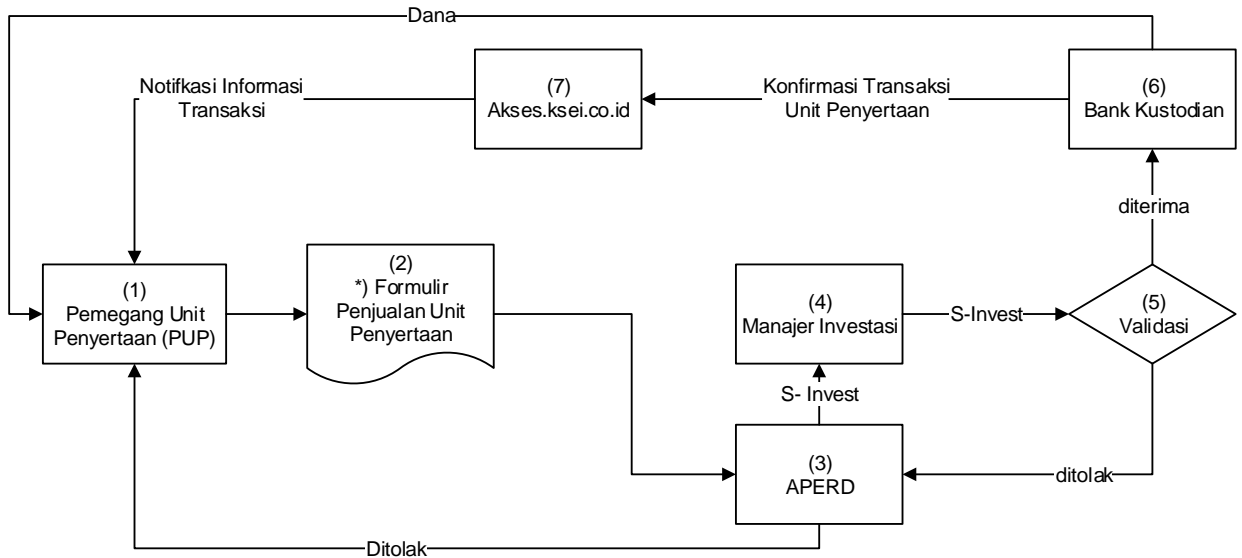 Dana
Notifkasi Informasi
Transaksi
(7)
Akses.ksei.co.id
Konfirmasi Transaksi
Unit Penyertaan
(6)
Bank Kustodian
diterima
(1)
Pemegang Unit
Penyertaan (PUP)
(2)
*) Formulir
Penjualan Unit
Penyertaan
(4)
Manajer Investasi
S-Invest
(5)
Validasi
S- Invest
(3)
APERD
ditolak
Ditolak